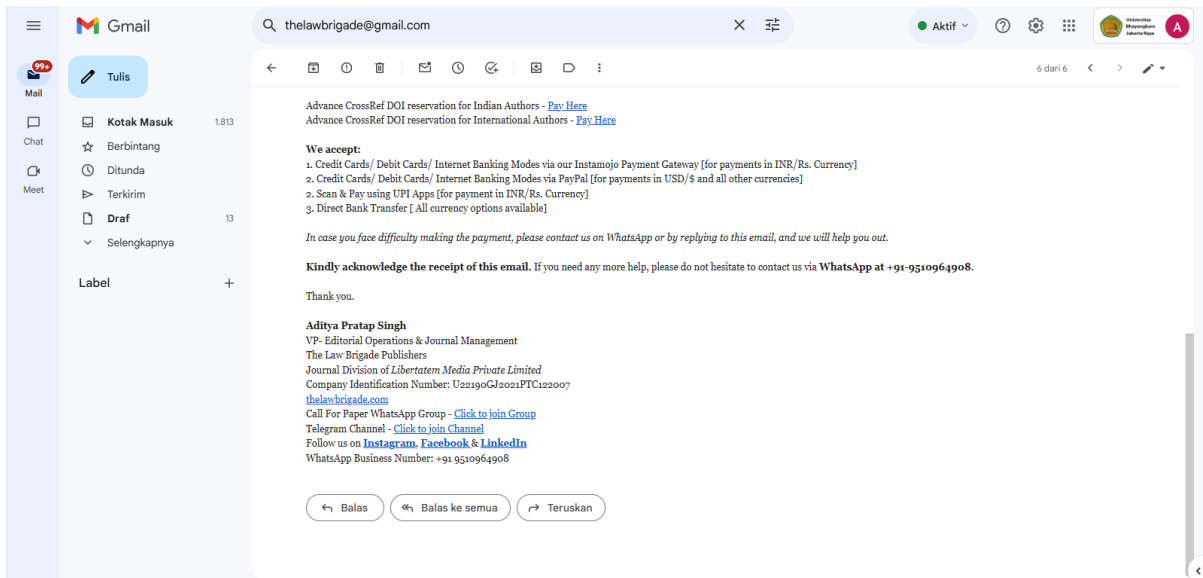 Gmail
thelawbrigade@gmail.com
Aktif
Universitas
Bhayangkara
Jakarta Raya
A
99+
Mail
Chat
Meet
Tulis
Kotak Masuk 1.813
Berbintang
Ditunda
Terkirim
Draf 13
Selengkapnya
Label
6 dari 6
Advance CrossRef DOI reservation for Indian Authors - Pay Here
Advance CrossRef DOI reservation for International Authors - Pay Here
We accept:
1. Credit Cards/ Debit Cards/ Internet Banking Modes via our Instamojo Payment Gateway [for payments in INR/Rs. Currency]
2. Credit Cards/ Debit Cards/ Internet Banking Modes via PayPal [for payments in USD/$ and all other currencies]
2. Scan & Pay using UPI Apps [for payment in INR/Rs. Currency]
3. Direct Bank Transfer [ All currency options available]
In case you face difficulty making the payment, please contact us on WhatsApp or by replying to this email, and we will help you out.
Kindly acknowledge the receipt of this email. If you need any more help, please do not hesitate to contact us via WhatsApp at +91-9510964908.
Thank you.
Aditya Pratap Singh
VP- Editorial Operations & Journal Management
The Law Brigade Publishers
Journal Division of Libertatem Media Private Limited
Company Identification Number: U22190GJ2021PTC122007
thelawbrigade.com
Call For Paper WhatsApp Group - Click to join Group
Telegram Channel - Click to join Channel
Follow us on Instagram, Facebook & LinkedIn
WhatsApp Business Number: +91 9510964908
Balas
Balas ke semua
Teruskan